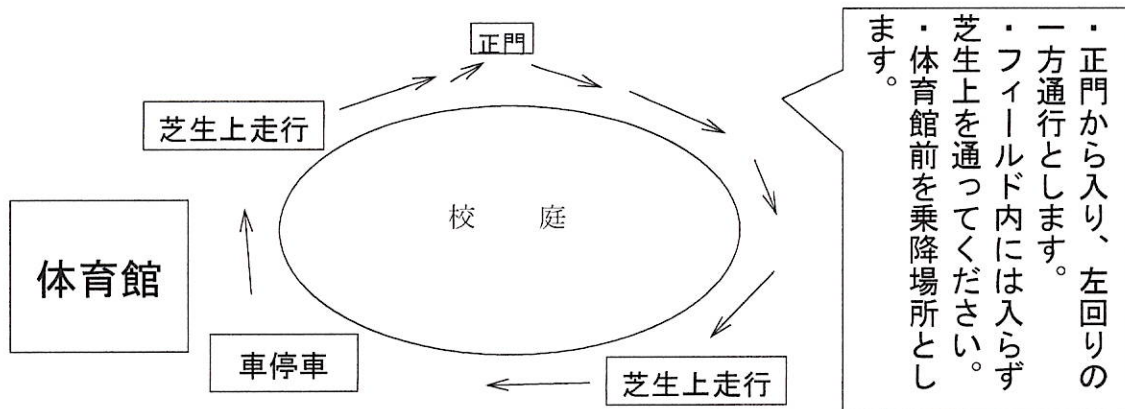 正門
芝生上走行
校　庭
体育館
車停車
芝生上走行
・正門から入り、左回りの
一方通行とします。
・フィールド内には入らず
芝生上を通ってください。
・体育館前を乗降場所とし
ます。